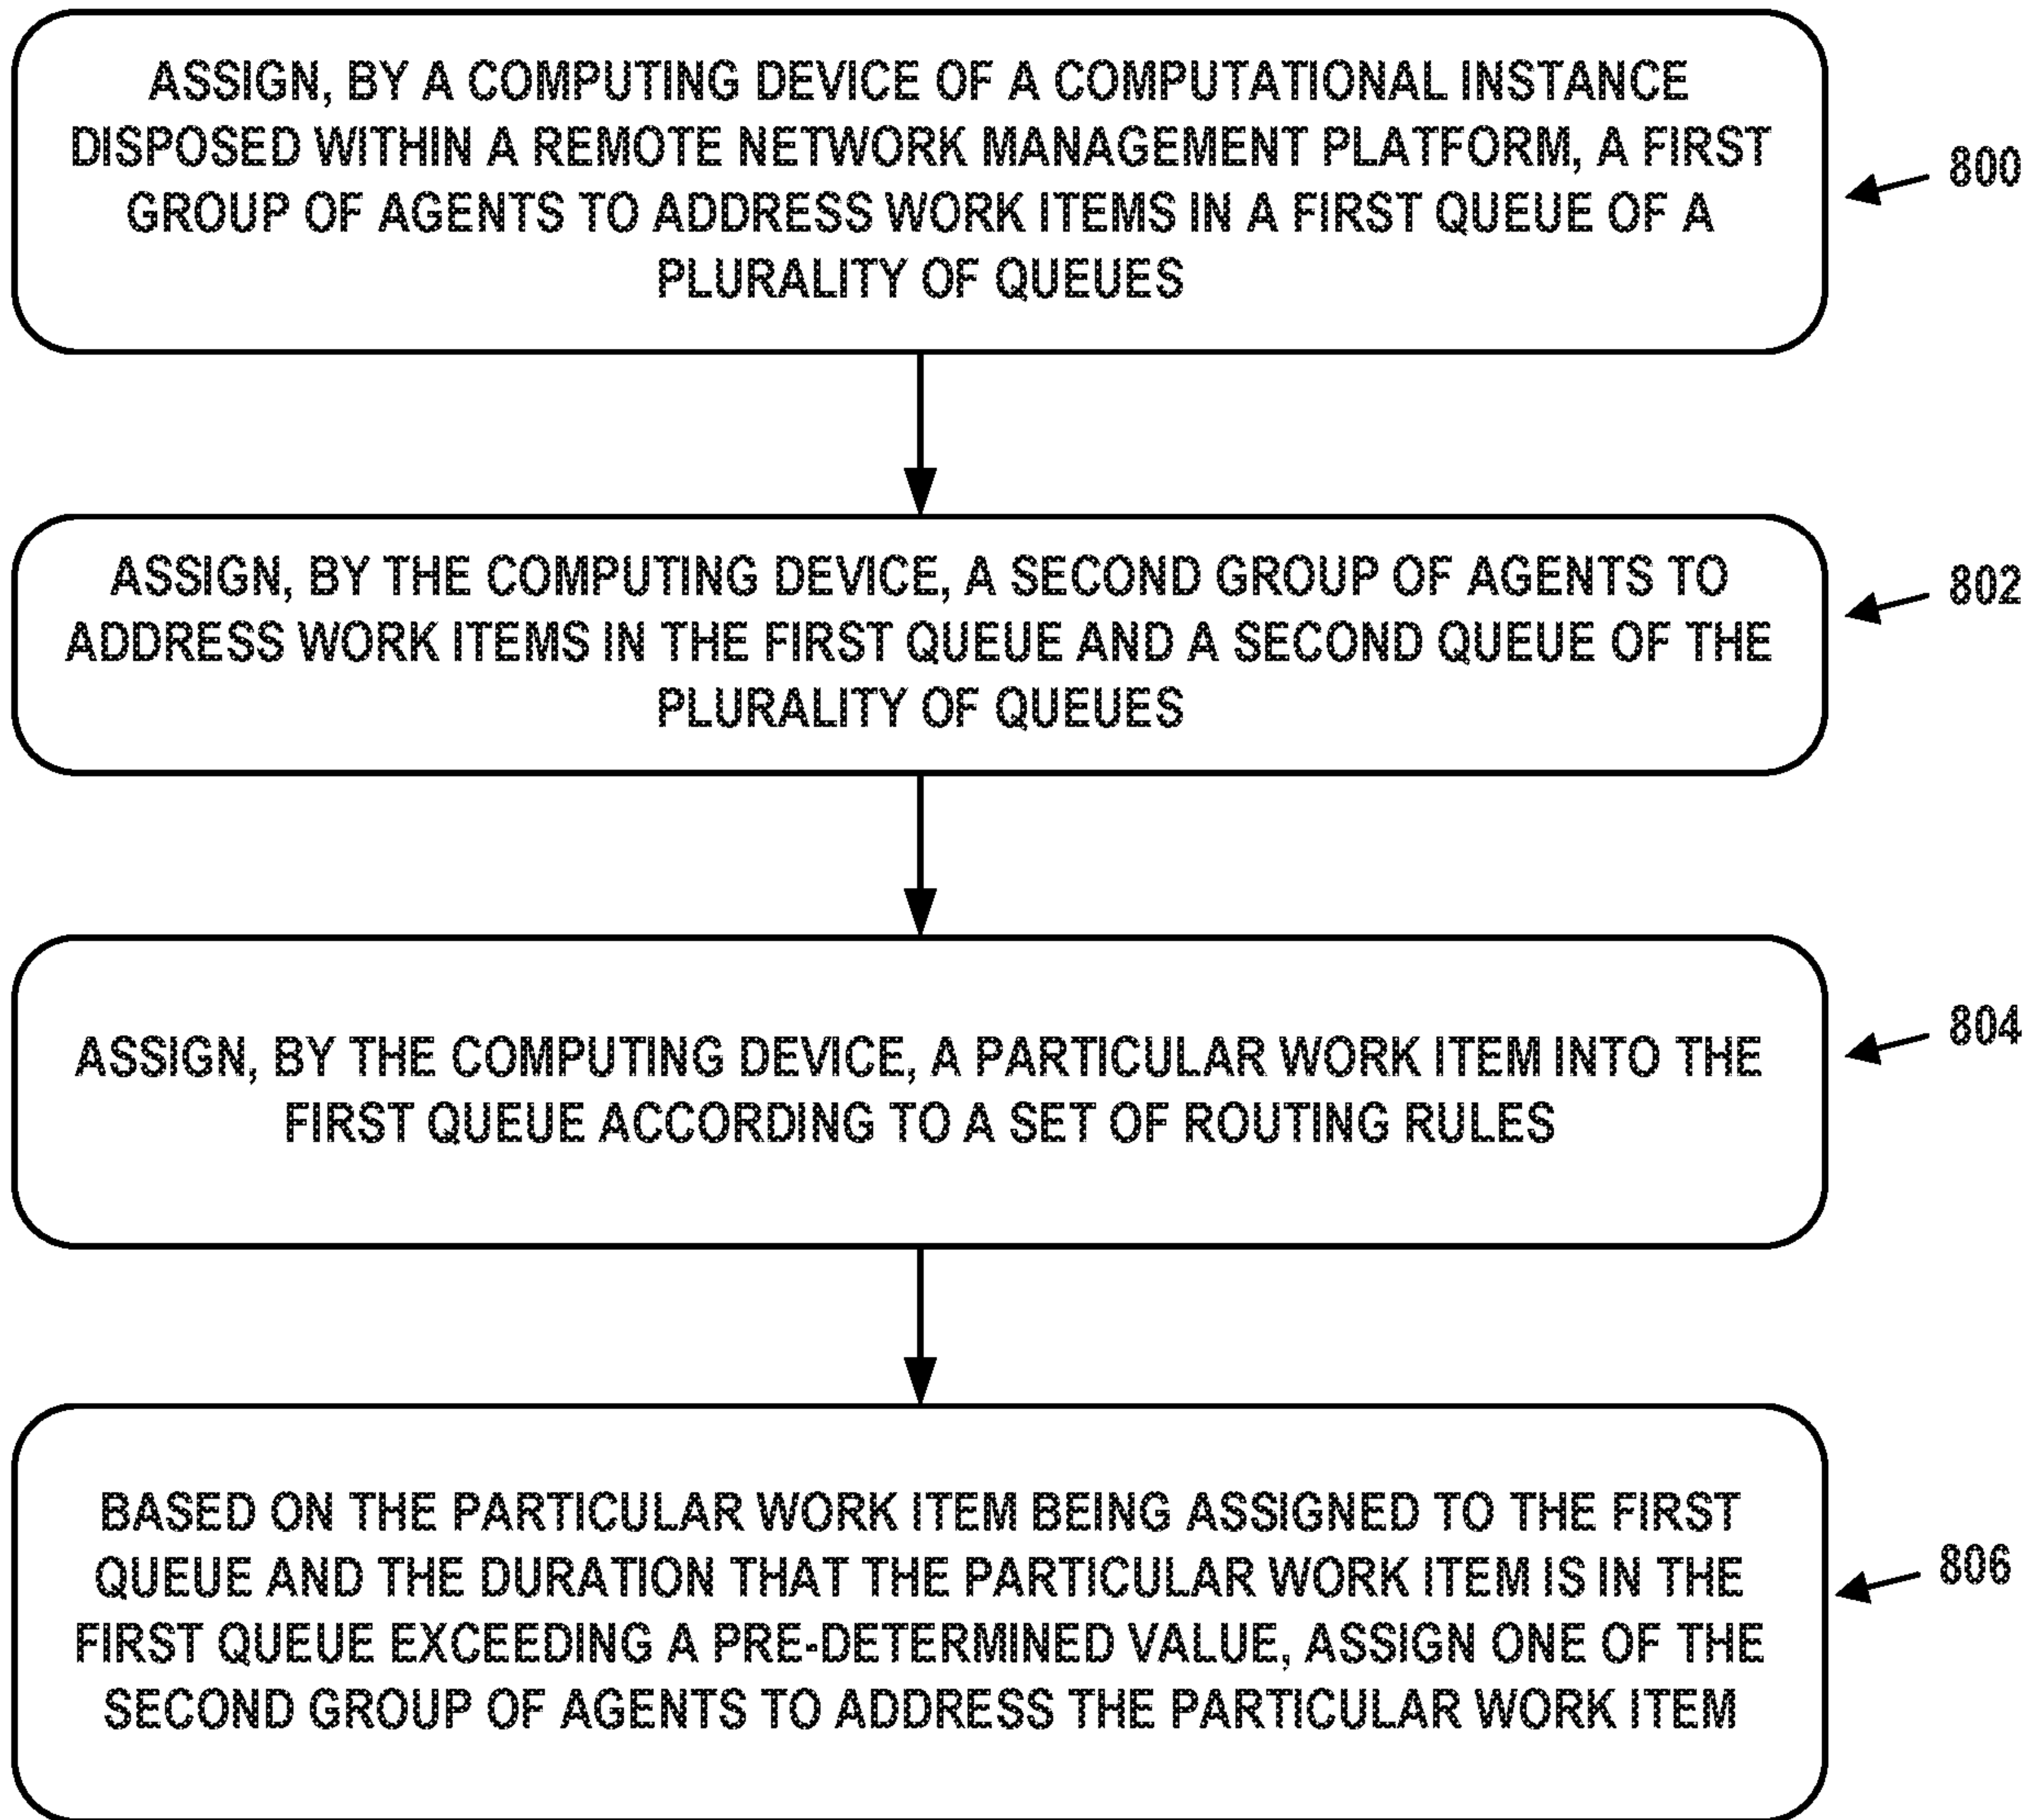 ASSIGN, BY A COMPUTING DEVICE OF A COMPUTATIONAL INSTANCE
DISPOSED WITHIN A REMOTE NETWORK MANAGEMENT PLATFORM, A FIRST
GROUP OF AGENTS TO ADDRESS WORK ITEMS IN A FIRST QUEUE OF A
PLURALITY OF QUEUES
800
ASSIGN, BY THE COMPUTING DEVICE, A SECOND GROUP OF AGENTS TO
ADDRESS WORK ITEMS IN THE FIRST QUEUE AND A SECOND QUEUE OF THE
PLURALITY OF QUEUES
802
ASSIGN, BY THE COMPUTING DEVICE, A PARTICULAR WORK ITEM INTO THE
FIRST QUEUE ACCORDING TO A SET OF ROUTING RULES
804
BASED ON THE PARTICULAR WORK ITEM BEING ASSIGNED TO THE FIRST
QUEUE AND THE DURATION THAT THE PARTICULAR WORK ITEM IS IN THE
FIRST QUEUE EXCEEDING A PRE-DETERMINED VALUE, ASSIGN ONE OF THE
SECOND GROUP OF AGENTS TO ADDRESS THE PARTICULAR WORK ITEM
806